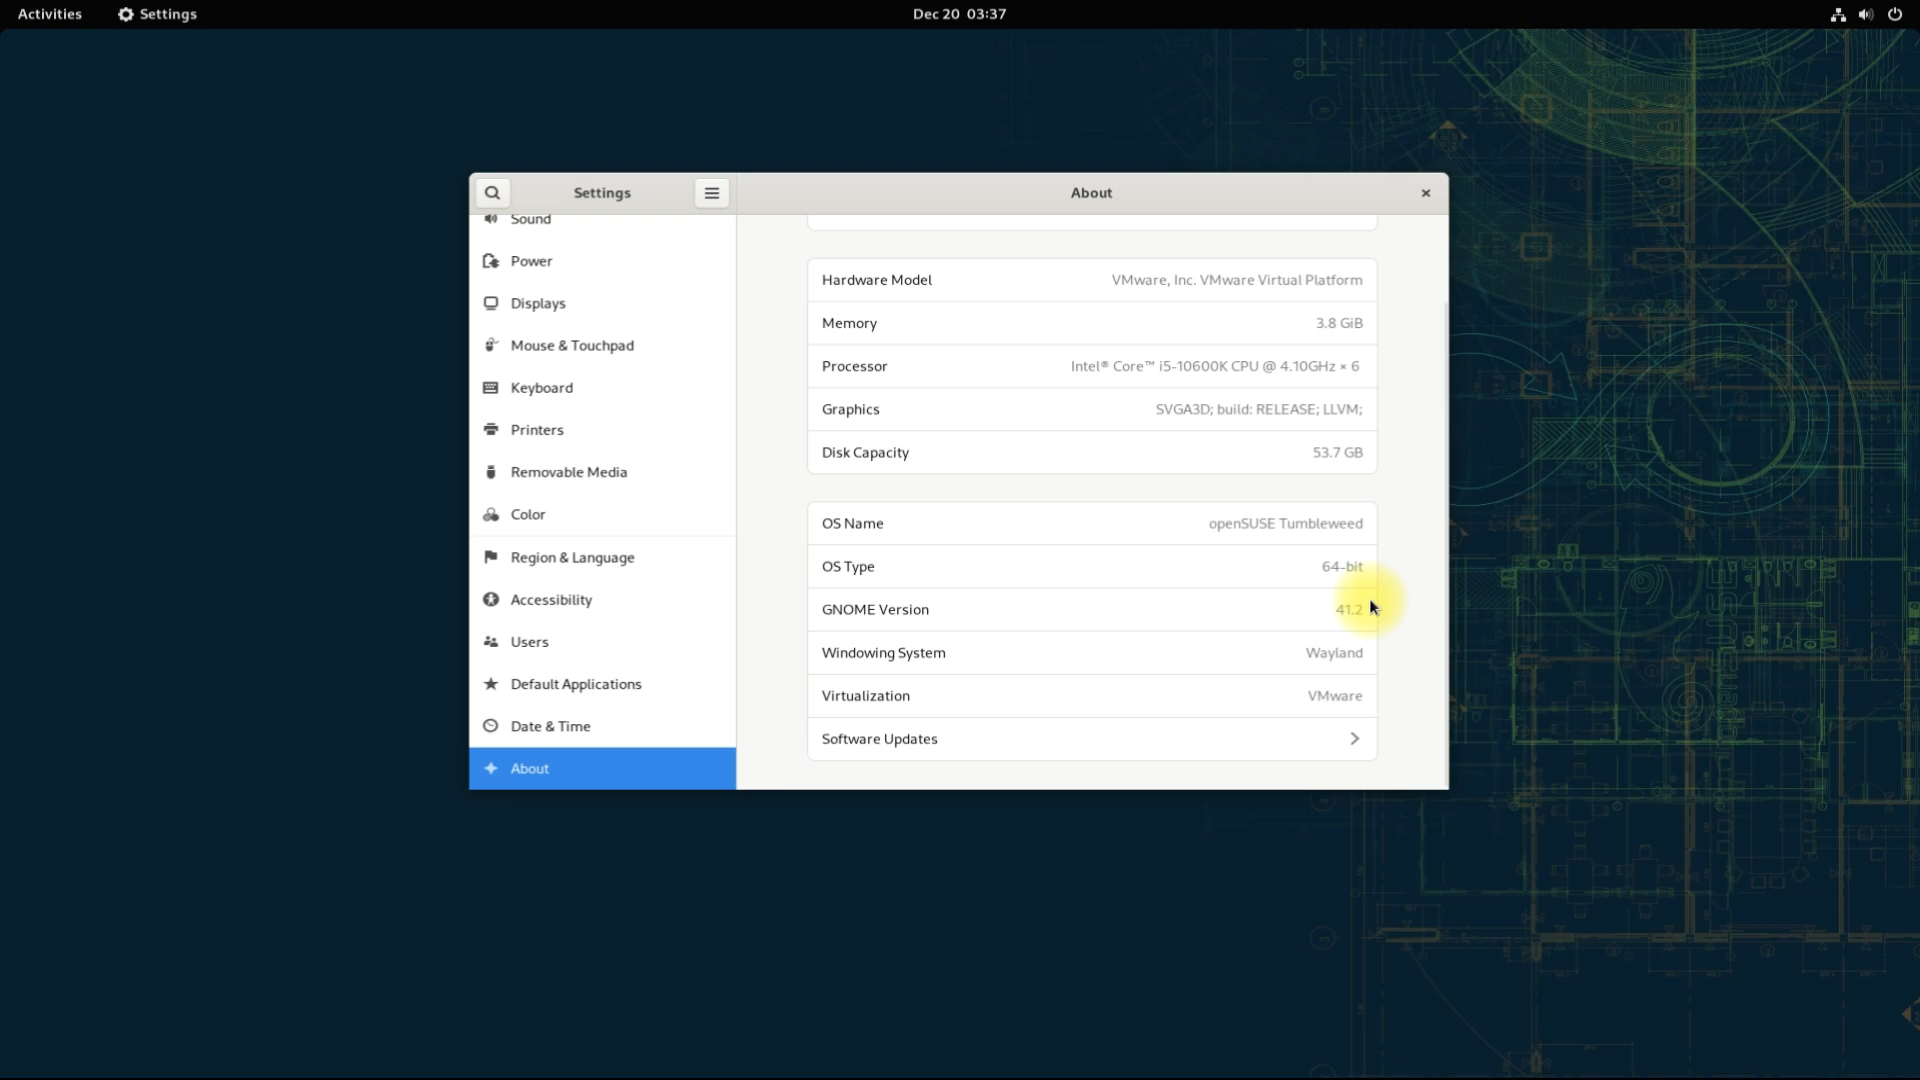 Activities
Settings
Dec 20 03:37
Settings
About
Sound
Power
Displays
Mouse & Touchpad
Keyboard
Printers
Removable Media
Color
Region & Language
Accessibility
Users
Default Applications
Date & Time
About
Hardware Model VMware, Inc. VMware Virtual Platform
Memory 3.8 GiB
Processor Intel® Core™ i5-10600K CPU @ 4.10GHz × 6
Graphics SVGA3D; build: RELEASE; LLVM;
Disk Capacity 53.7 GB
OS Name openSUSE Tumbleweed
OS Type 64-bit
GNOME Version 41.2
Windowing System Wayland
Virtualization VMware
Software Updates